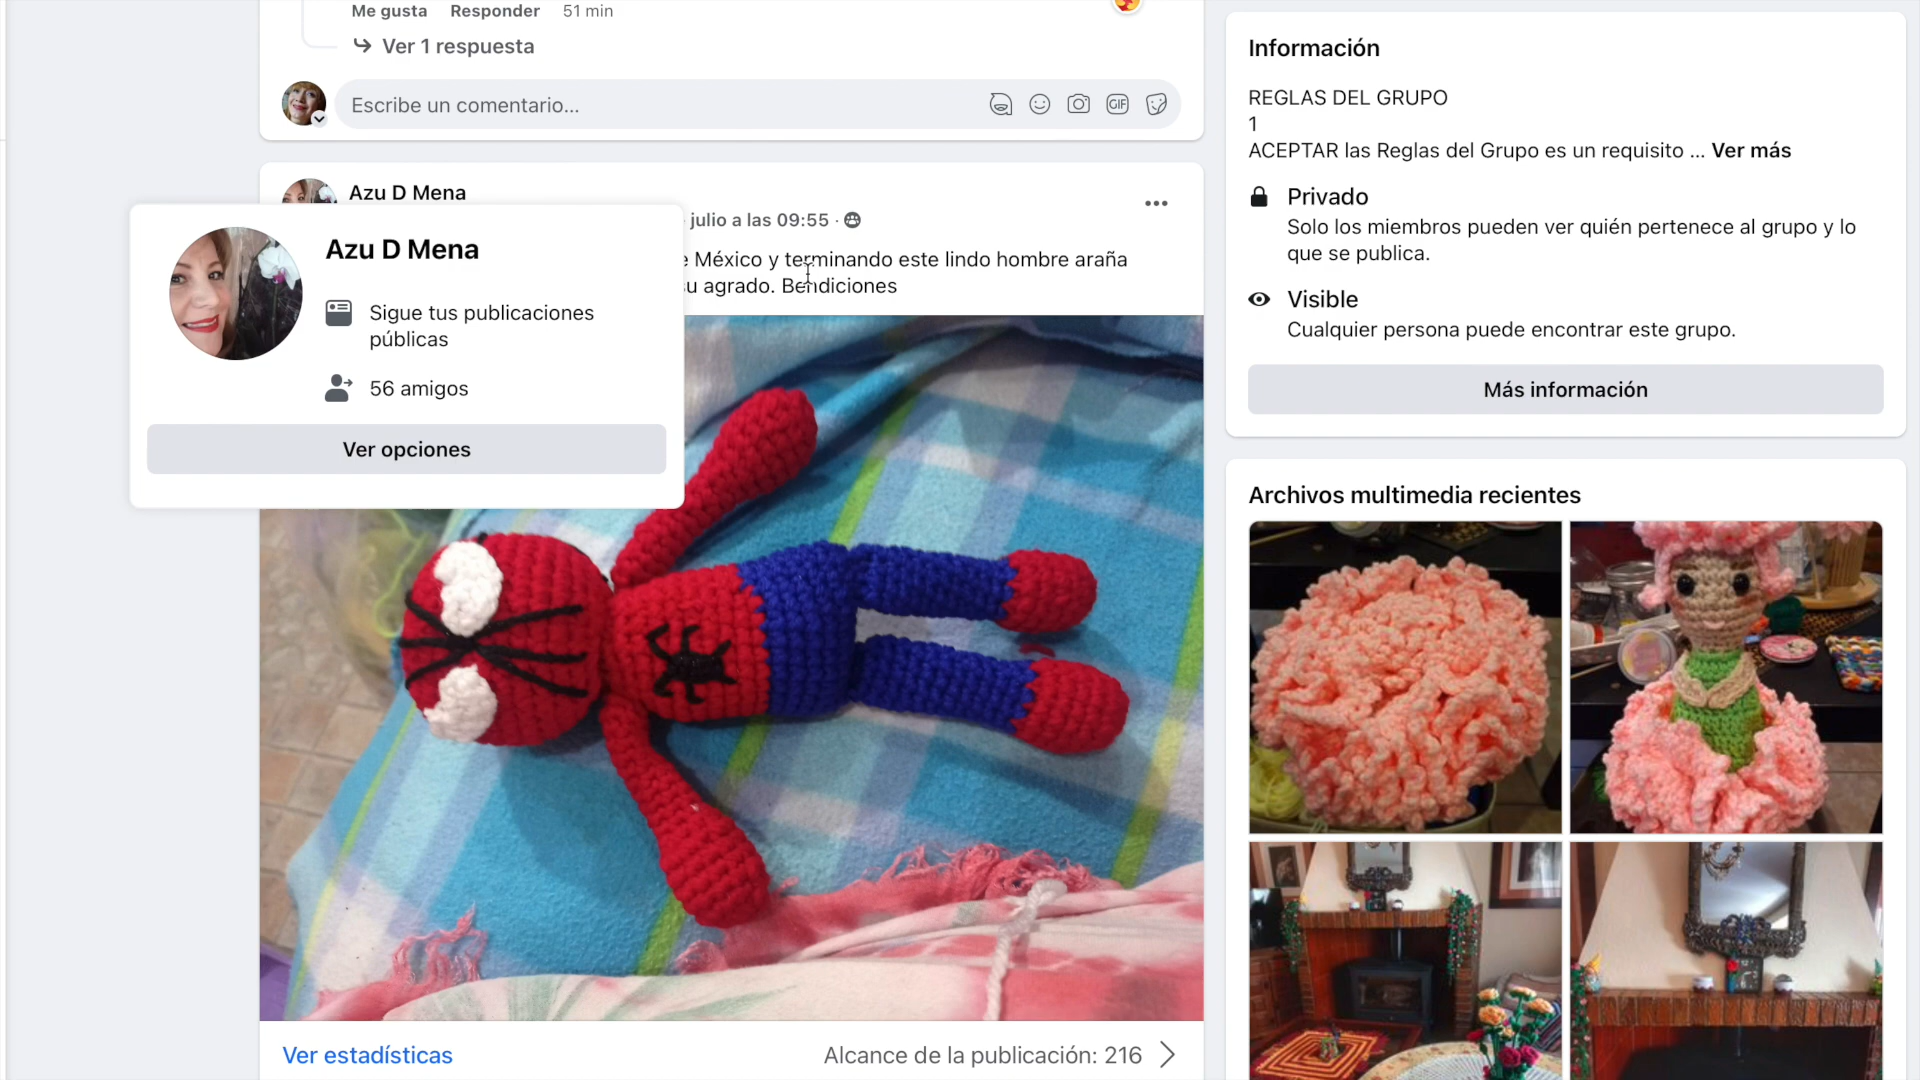 Me gusta Responder 51 min
Ver 1 respuesta
Escribe un comentario...
GIF
Azu D Mena
julio a las 09:55 ·
México y terminando este lindo hombre araña
su agrado. Bendiciones
Azu D Mena
Sigue tus publicaciones
públicas
56 amigos
Ver opciones
Ver estadísticas
Alcance de la publicación: 216
Información
REGLAS DEL GRUPO
1
ACEPTAR las Reglas del Grupo es un requisito ... Ver más
Privado
Solo los miembros pueden ver quién pertenece al grupo y lo
que se publica.
Visible
Cualquier persona puede encontrar este grupo.
Más información
Archivos multimedia recientes